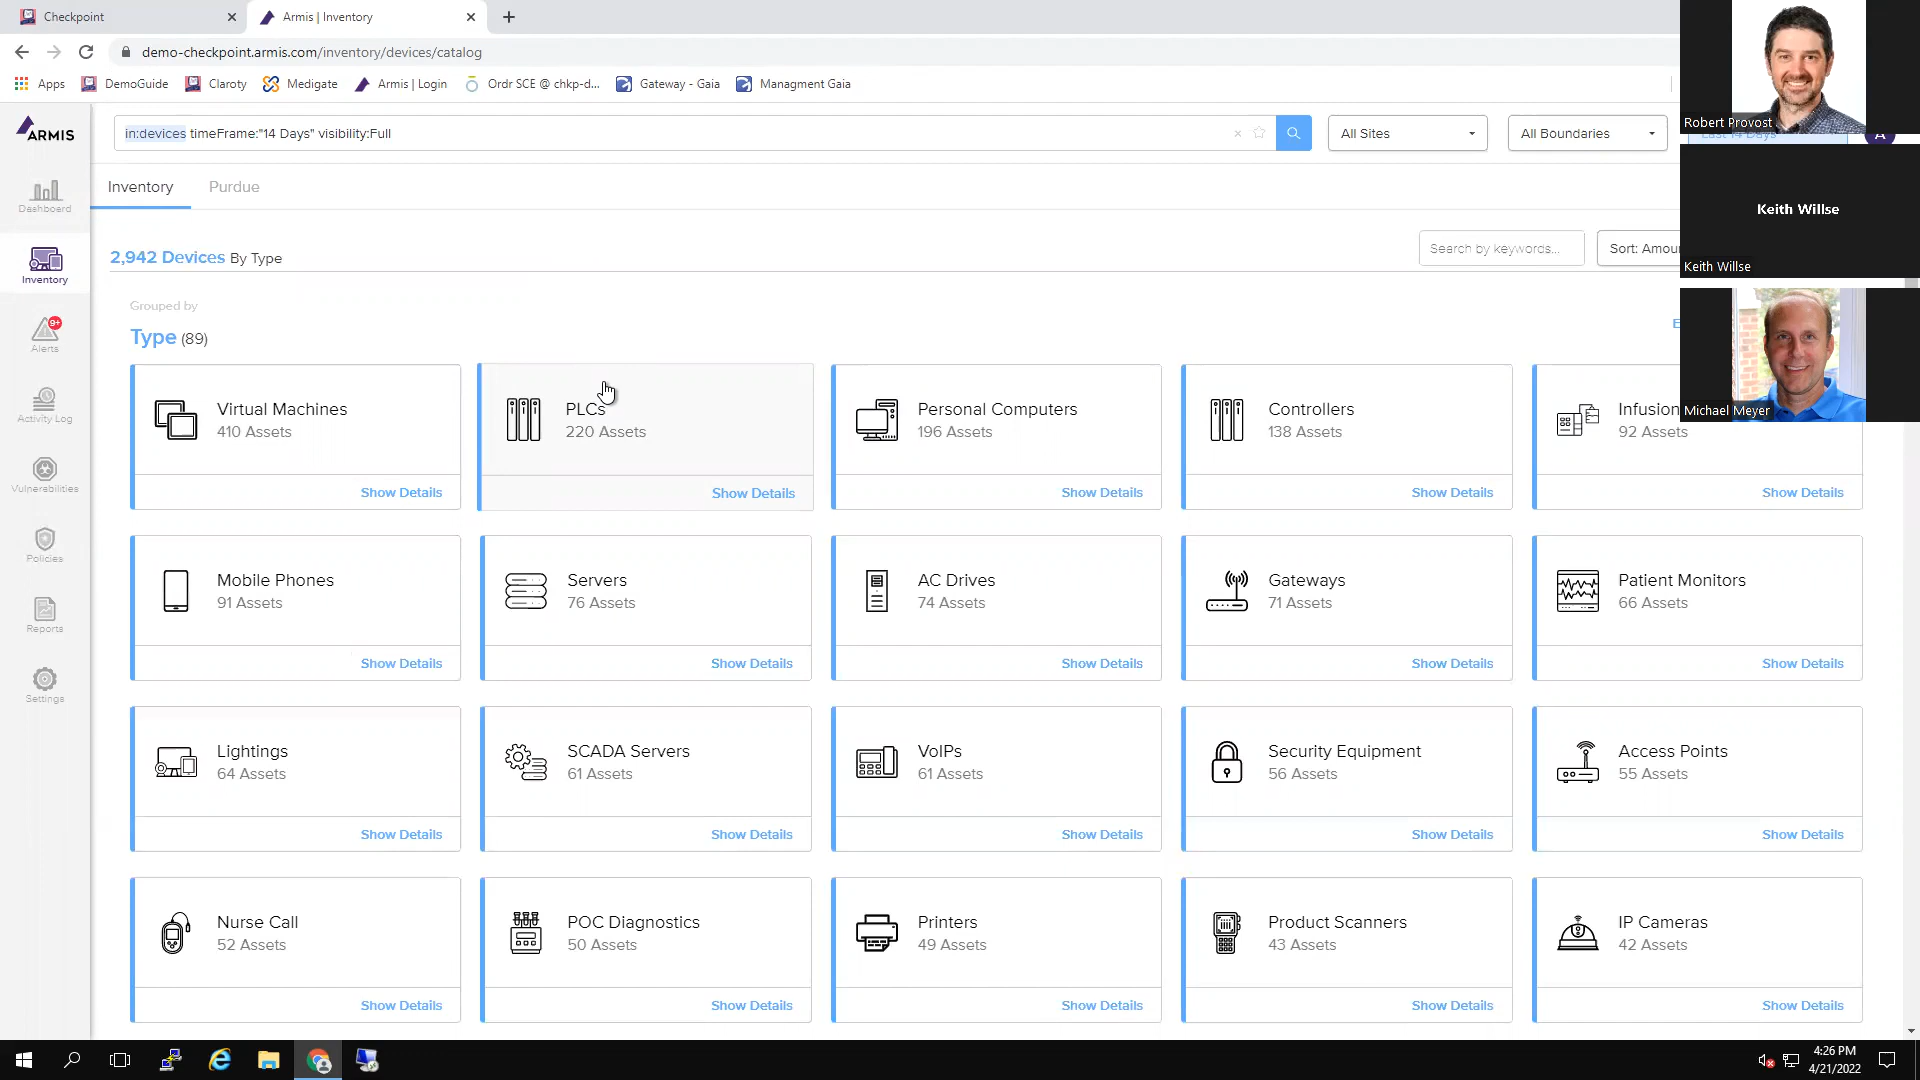 Checkpoint
Armis | Inventory
demo-checkpoint.armis.com/inventory/devices/catalog
Apps
DemoGuide
Claroty
Medigate
Armis | Login
Ordr SCE @ chkp-d...
Gateway - Gaia
Managment Gaia
ARMIS
in:devices timeFrame:"14 Days" visibility:Full
All Sites
All Boundaries
Last 14 Days
A
Robert Provost
Keith Willse
Keith Willse
Michael Meyer
Dashboard
Inventory
9+
Alerts
Activity Log
Vulnerabilities
Policies
Reports
Settings
Inventory
Purdue
2,942 Devices By Type
Search by keywords...
Sort: Amou
Grouped by
Type (89)
E
Virtual Machines
410 Assets
Show Details
PLCs
220 Assets
Show Details
Personal Computers
196 Assets
Show Details
Controllers
138 Assets
Show Details
Infusion
92 Assets
Show Details
Mobile Phones
91 Assets
Show Details
Servers
76 Assets
Show Details
AC Drives
74 Assets
Show Details
Gateways
71 Assets
Show Details
Patient Monitors
66 Assets
Show Details
Lightings
64 Assets
Show Details
SCADA Servers
61 Assets
Show Details
VoIPs
61 Assets
Show Details
Security Equipment
56 Assets
Show Details
Access Points
55 Assets
Show Details
Nurse Call
52 Assets
Show Details
POC Diagnostics
50 Assets
Show Details
Printers
49 Assets
Show Details
Product Scanners
43 Assets
Show Details
IP Cameras
42 Assets
Show Details
4:26 PM
4/21/2022